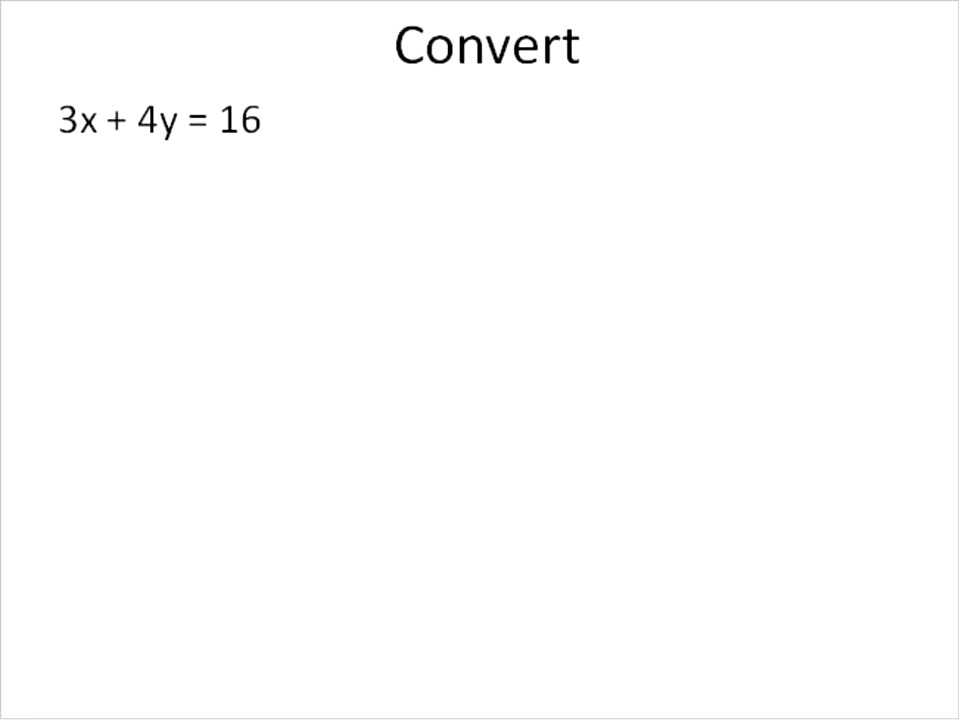 Convert
3x + 4y = 16